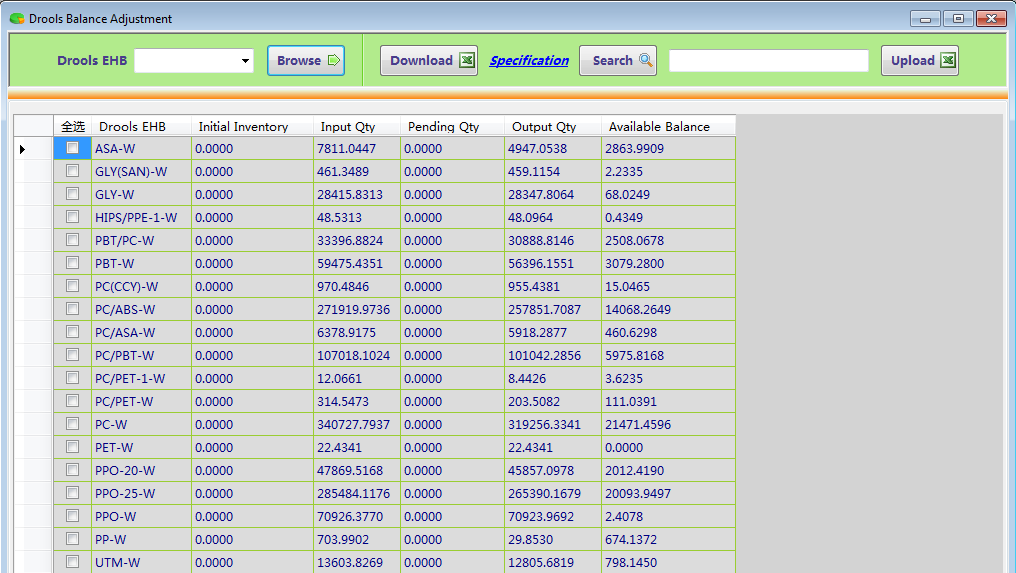 Drools Balance Adjustment
Drools EHB Browse Download Specification Search Upload
全选 Drools EHB Initial Inventory Input Qty Pending Qty Output Qty Available Balance
ASA-W 0.0000 7811.0447 0.0000 4947.0538 2863.9909
GLY(SAN)-W 0.0000 461.3489 0.0000 459.1154 2.2335
GLY-W 0.0000 28415.8313 0.0000 28347.8064 68.0249
HIPS/PPE-1-W 0.0000 48.5313 0.0000 48.0964 0.4349
PBT/PC-W 0.0000 33396.8824 0.0000 30888.8146 2508.0678
PBT-W 0.0000 59475.4351 0.0000 56396.1551 3079.2800
PC(CCY)-W 0.0000 970.4846 0.0000 955.4381 15.0465
PC/ABS-W 0.0000 271919.9736 0.0000 257851.7087 14068.2649
PC/ASA-W 0.0000 6378.9175 0.0000 5918.2877 460.6298
PC/PBT-W 0.0000 107018.1024 0.0000 101042.2856 5975.8168
PC/PET-1-W 0.0000 12.0661 0.0000 8.4426 3.6235
PC/PET-W 0.0000 314.5473 0.0000 203.5082 111.0391
PC-W 0.0000 340727.7937 0.0000 319256.3341 21471.4596
PET-W 0.0000 22.4341 0.0000 22.4341 0.0000
PPO-20-W 0.0000 47869.5168 0.0000 45857.0978 2012.4190
PPO-25-W 0.0000 285484.1176 0.0000 265390.1679 20093.9497
PPO-W 0.0000 70926.3770 0.0000 70923.9692 2.4078
PP-W 0.0000 703.9902 0.0000 29.8530 674.1372
UTM-W 0.0000 13603.8269 0.0000 12805.6819 798.1450